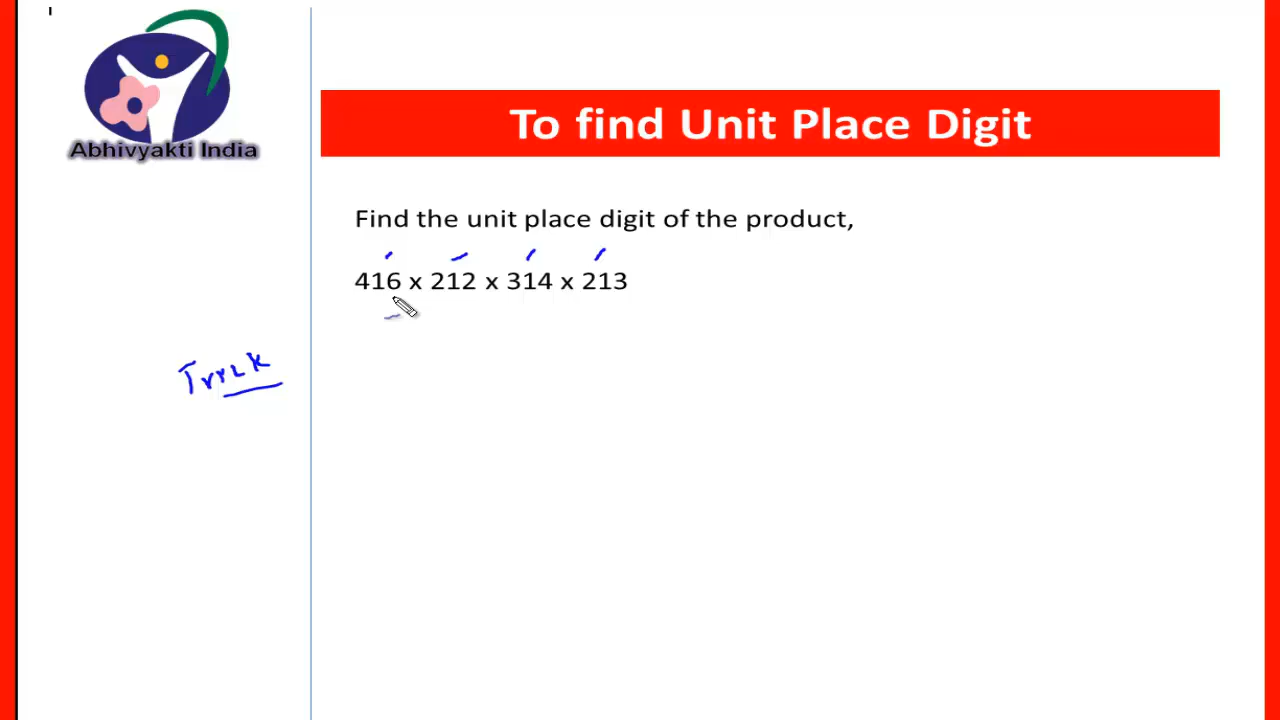 Abhivyakti India
To find Unit Place Digit
Find the unit place digit of the product,
416 x 212 x 314 x 213
Trick